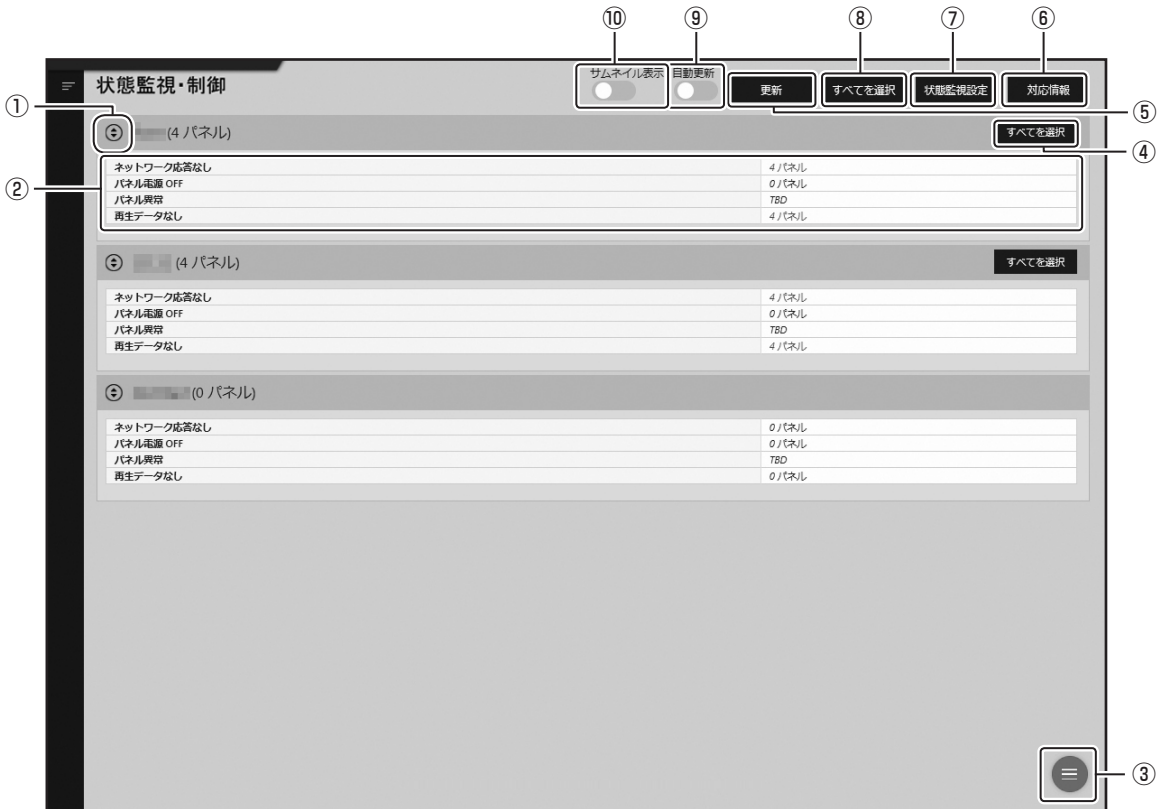 ⑩ ⑨ ⑧ ⑦ ⑥
状態監視・制御 サムネイル表示 自動更新 更新 すべてを選択 状態監視設定 対応情報
⑤
①
(4 パネル) すべてを選択
④
②
ネットワーク応答なし 4 パネル
パネル電源 OFF 0 パネル
パネル異常 TBD
再生データなし 4 パネル
(4 パネル) すべてを選択
ネットワーク応答なし 4 パネル
パネル電源 OFF 0 パネル
パネル異常 TBD
再生データなし 4 パネル
(0 パネル)
ネットワーク応答なし 0 パネル
パネル電源 OFF 0 パネル
パネル異常 TBD
再生データなし 0 パネル
③